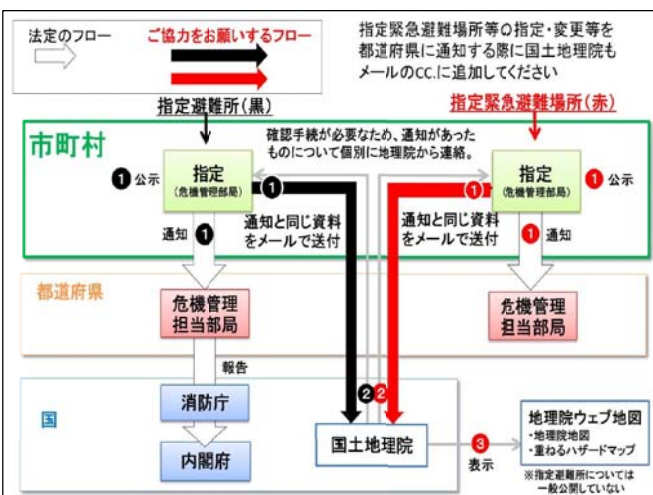 法定のフロー
ご協力をお願いするフロー
指定緊急避難場所等の指定・変更等を
都道府県に通知する際に国土地理院も
メールのCC.に追加してください
指定避難所(黒)
指定緊急避難場所(赤)
市町村
確認手続が必要なため、通知があった
ものについて個別に地理院から連絡。
❶ 公示
指定
(危機管理部局)
❶
❶
指定
(危機管理部局)
❶ 公示
通知 ❶
通知と同じ資料
をメールで送付
通知と同じ資料
をメールで送付
❶ 通知
都道府県
危機管理
担当部局
危機管理
担当部局
報告
国
消防庁
内閣府
❷❷
国土地理院
❸
表示
地理院ウェブ地図
・地理院地図
・重ねるハザードマップ
※指定避難所については
一般公開していない